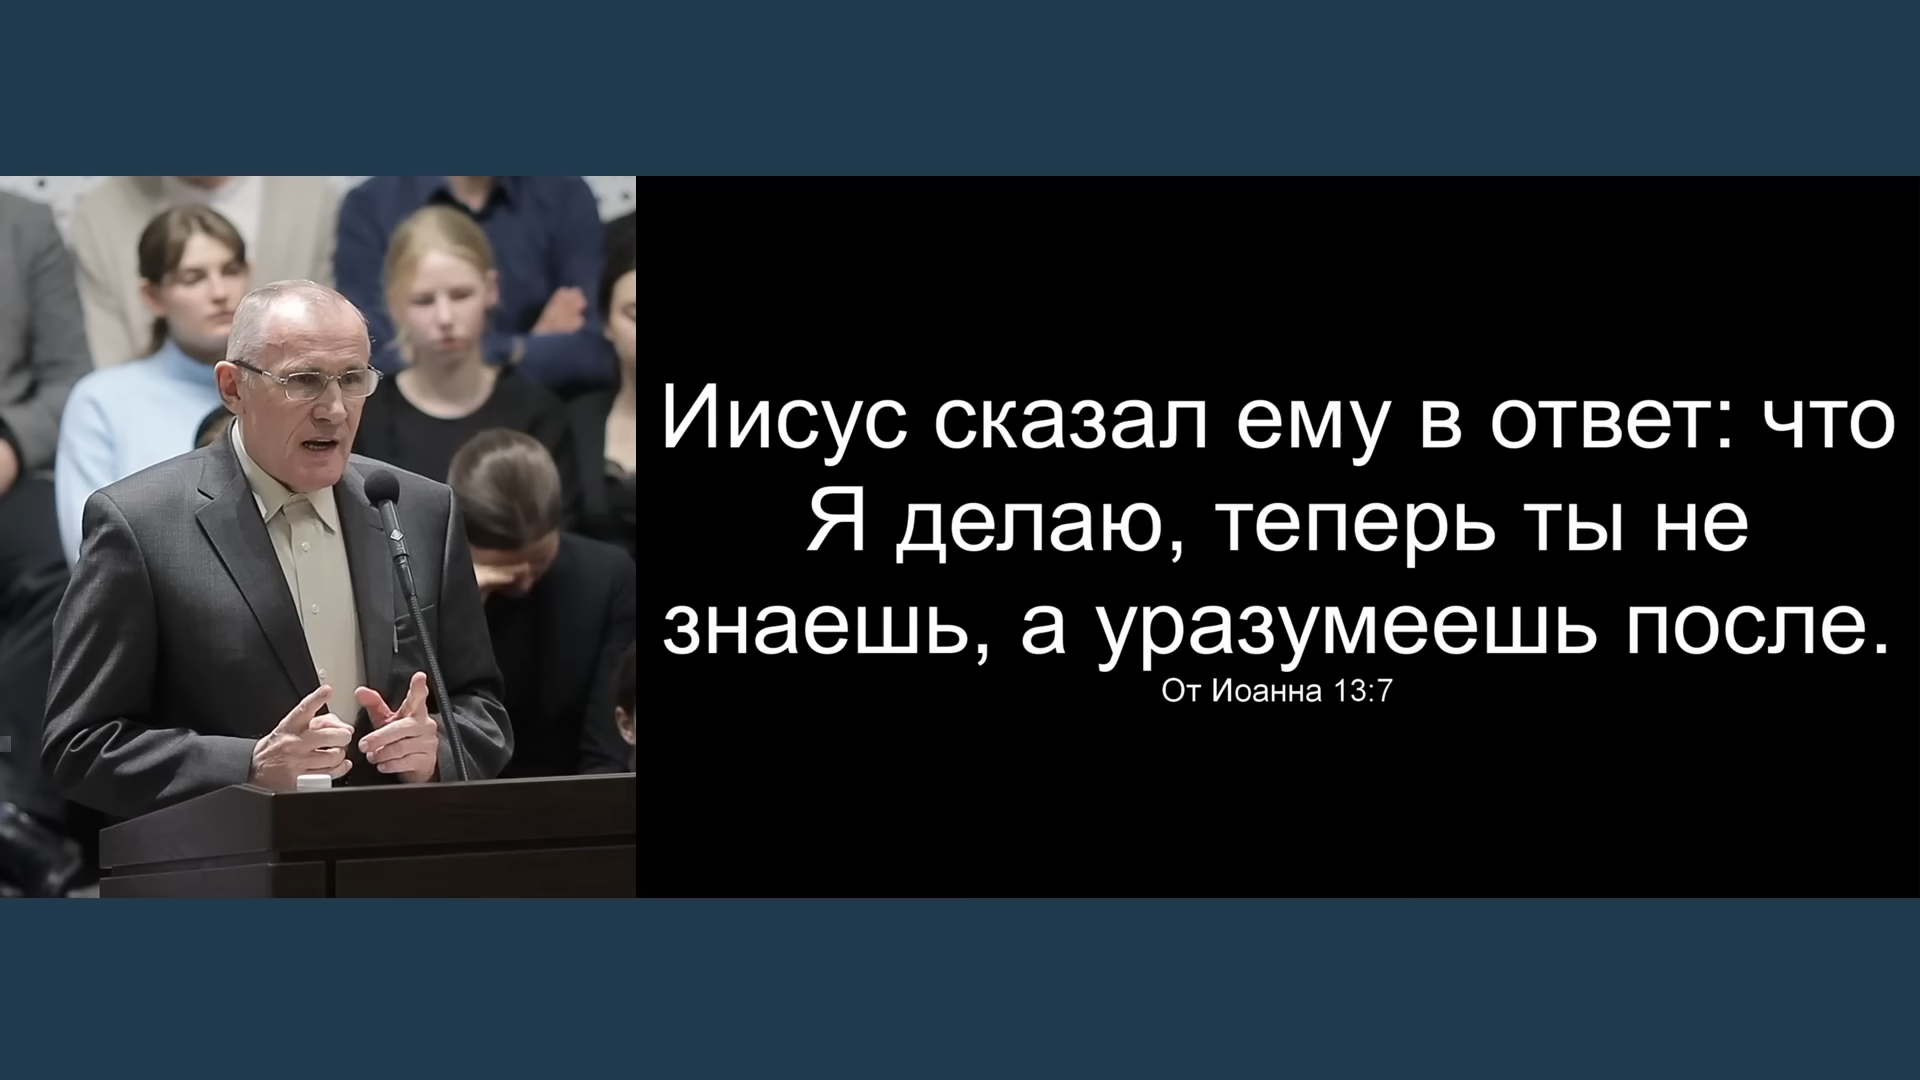 Иисус сказал ему в ответ: что
Я делаю, теперь ты не
знаешь, а уразумеешь после.
От Иоанна 13:7